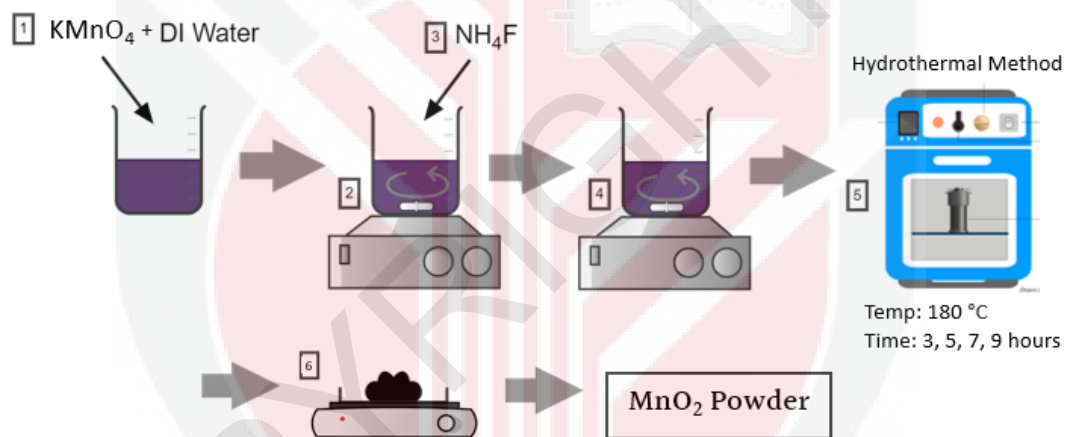 1 KMnO₄ + DI Water
3 NH₄F
Hydrothermal Method
2
4
5
Temp: 180 °C
Time: 3, 5, 7, 9 hours
6
MnO₂ Powder